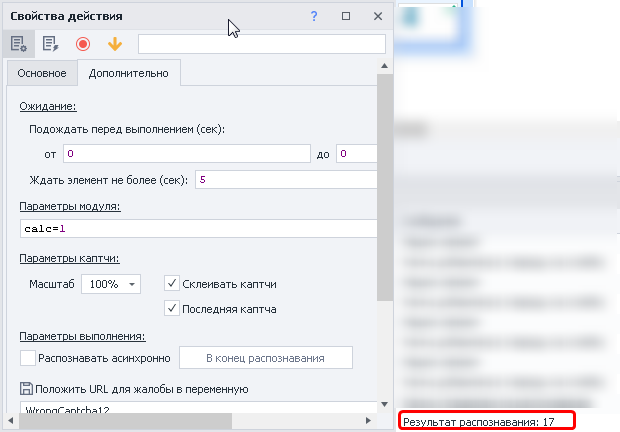 Свойства действия
?
Основное
Дополнительно
Ожидание:
Подождать перед выполнением (сек):
от 0 до 0
Ждать элемент не более (сек): 5
Параметры модуля:
calc=1
Параметры каптчи:
Масштаб 100% Склеивать каптчи
Последняя каптча
Параметры выполнения:
Распознавать асинхронно В конец распознавания
Положить URL для жалобы в переменную
WrongCaptcha12
Результат распознавания: 17